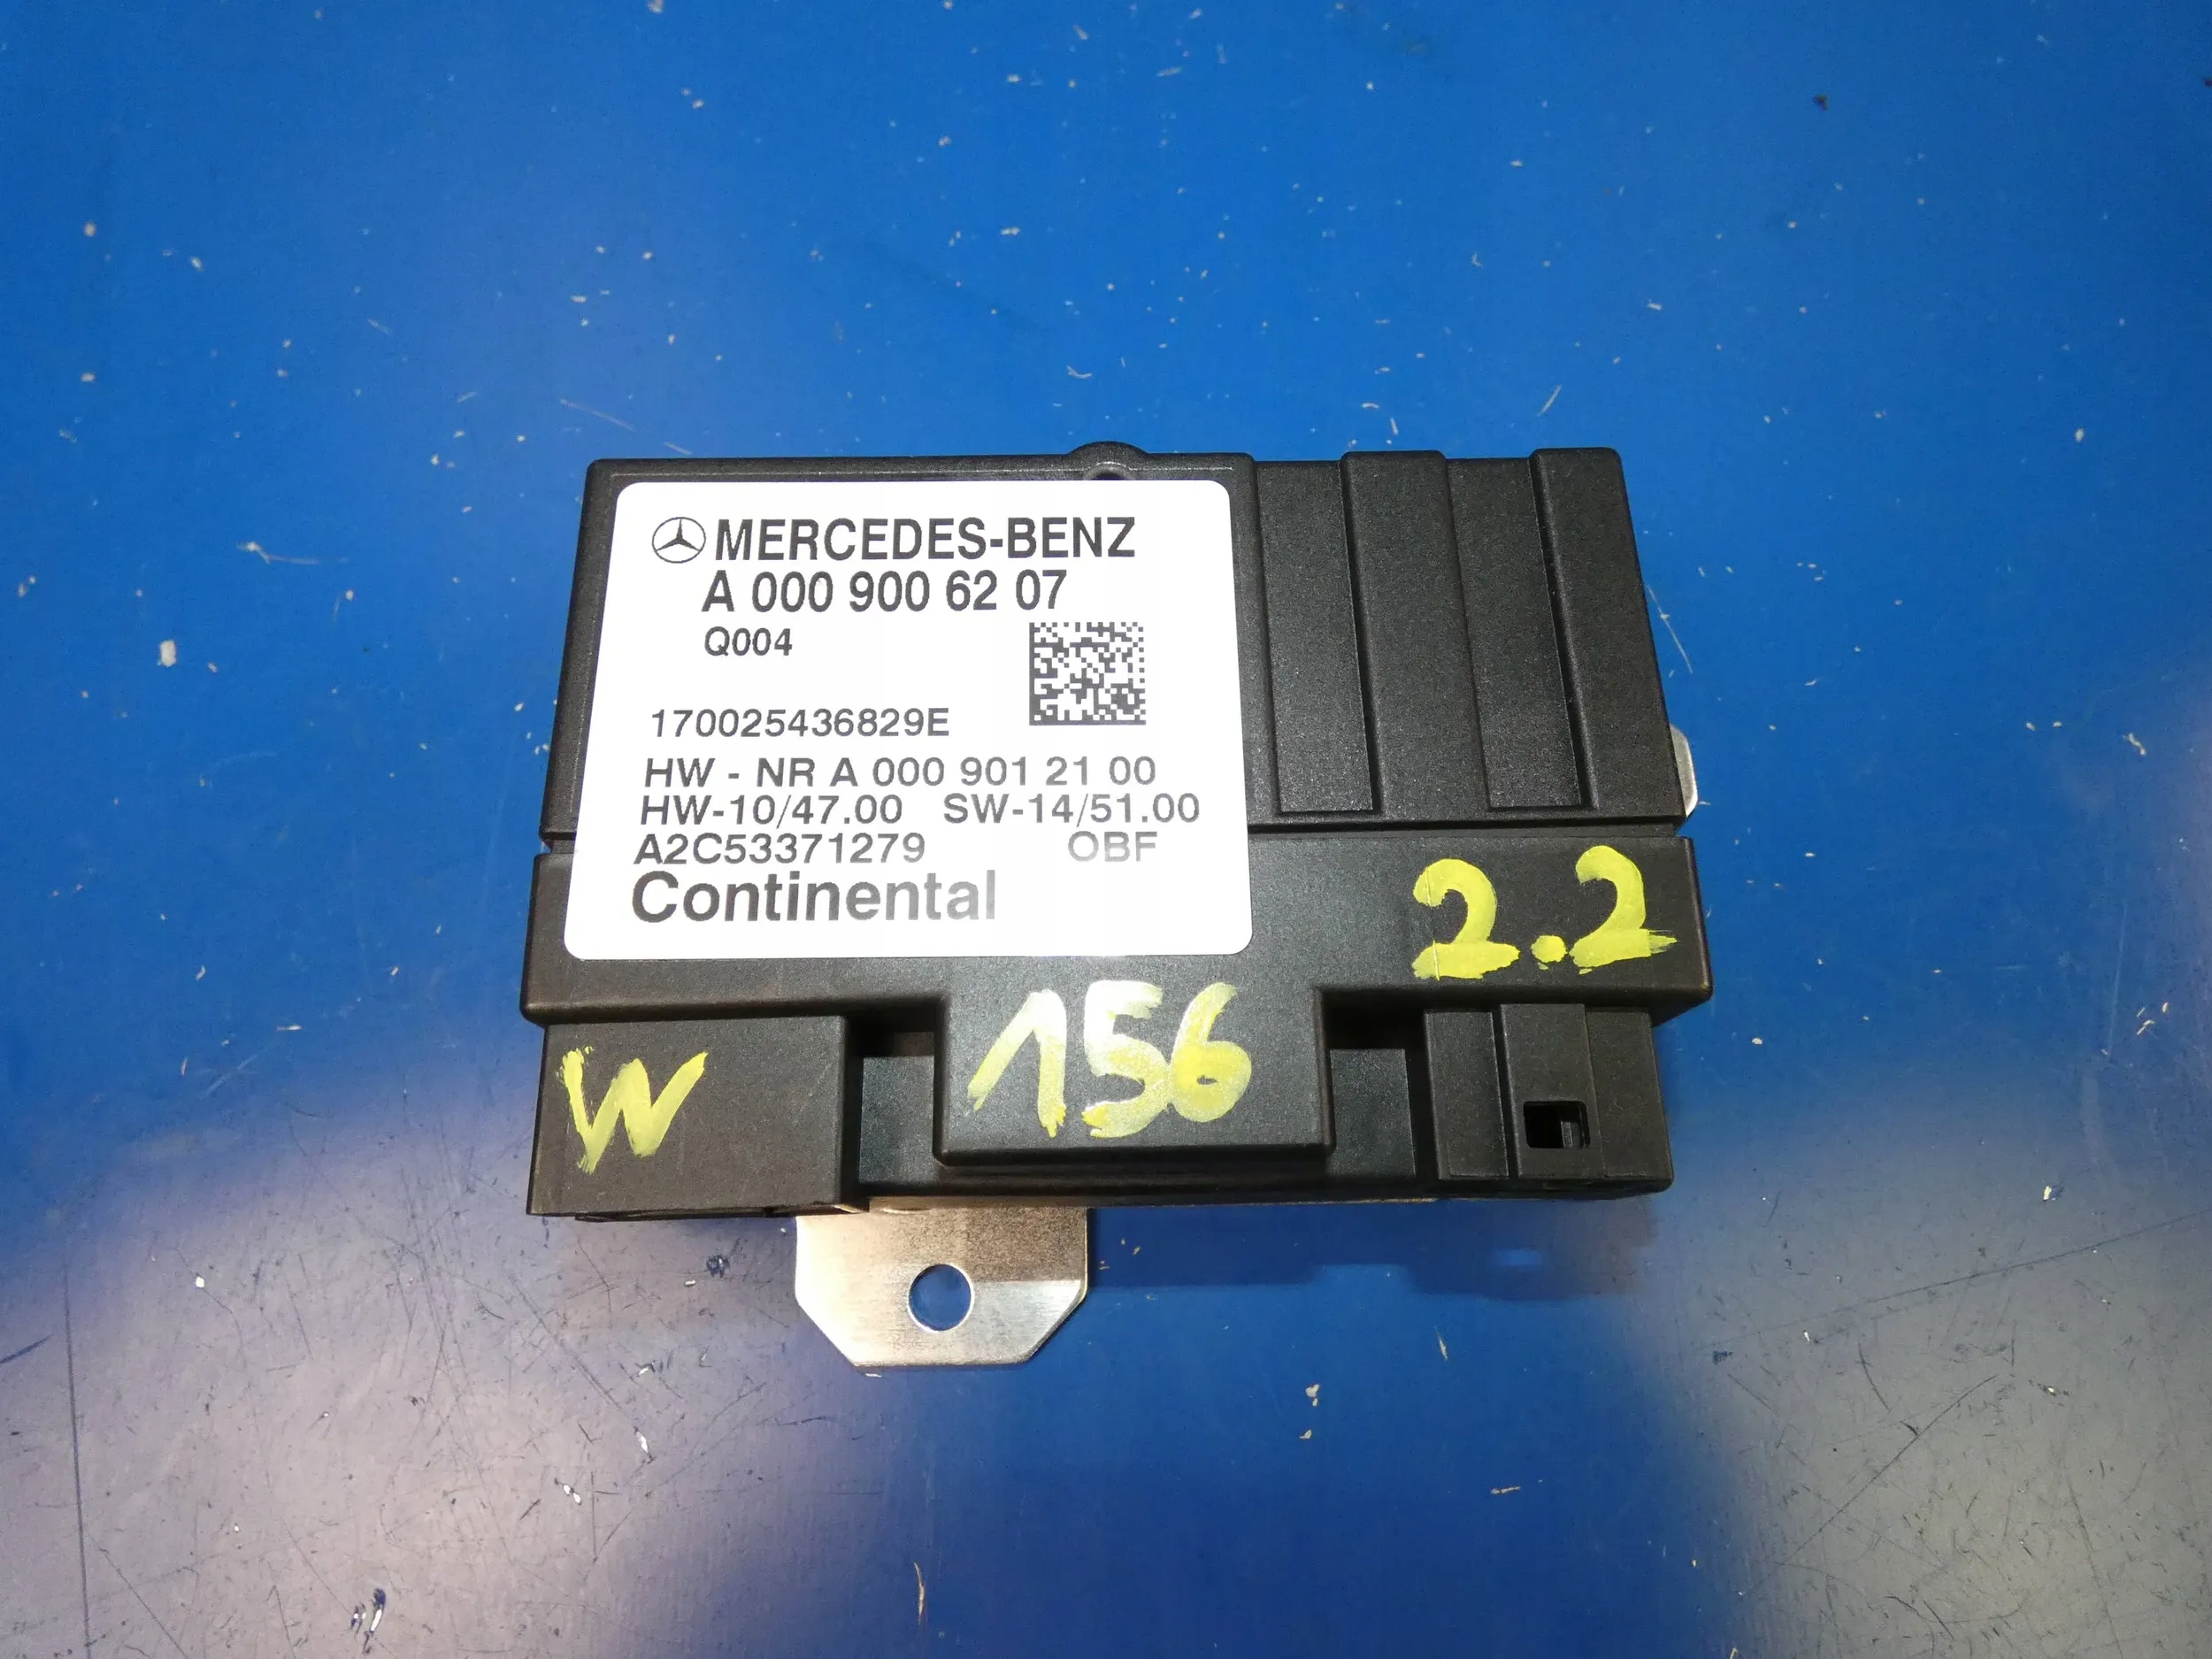 MERCEDES-BENZ
A 000 900 62 07
Q004
170025436829E
HW - NR A 000 901 21 00
HW-10/47.00 SW-14/51.00
A2C53371279 OBF
Continental
2.2
156
W